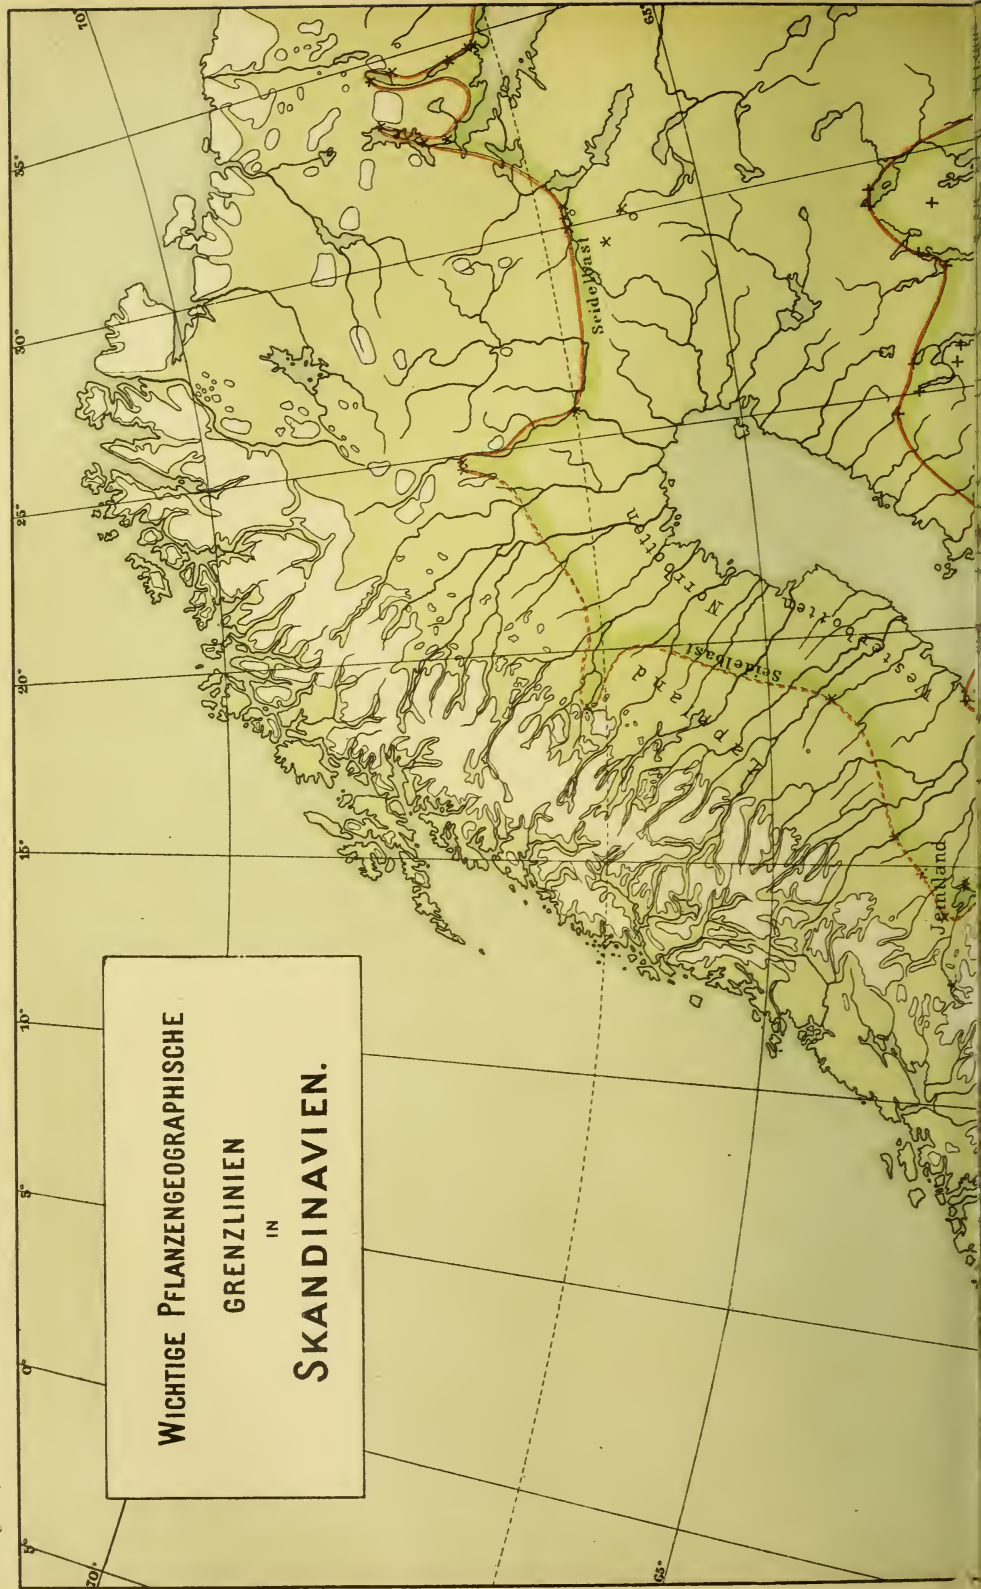 WICHTIGE PFLANZENGEOGRAPHISCHE
GRENZLINIEN
IN
SKANDINAVIEN.
5°
0°
5°
10°
15°
20°
25°
30°
35°
70°
70°
65°
65°
Seidelbast
Seidelbast
Norrbotten
Westerbotten
Lappland
Jemtland